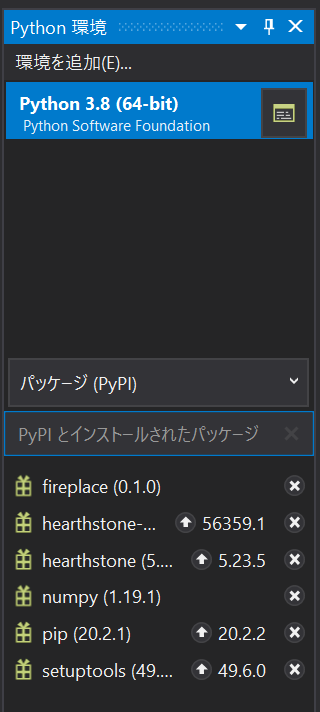 Python 環境
環境を追加(E)...
Python 3.8 (64-bit)
Python Software Foundation
パッケージ (PyPI)
PyPI とインストールされたパッケージ
fireplace (0.1.0)
hearthstone-... 56359.1
hearthstone (5.... 5.23.5
numpy (1.19.1)
pip (20.2.1) 20.2.2
setuptools (49.... 49.6.0